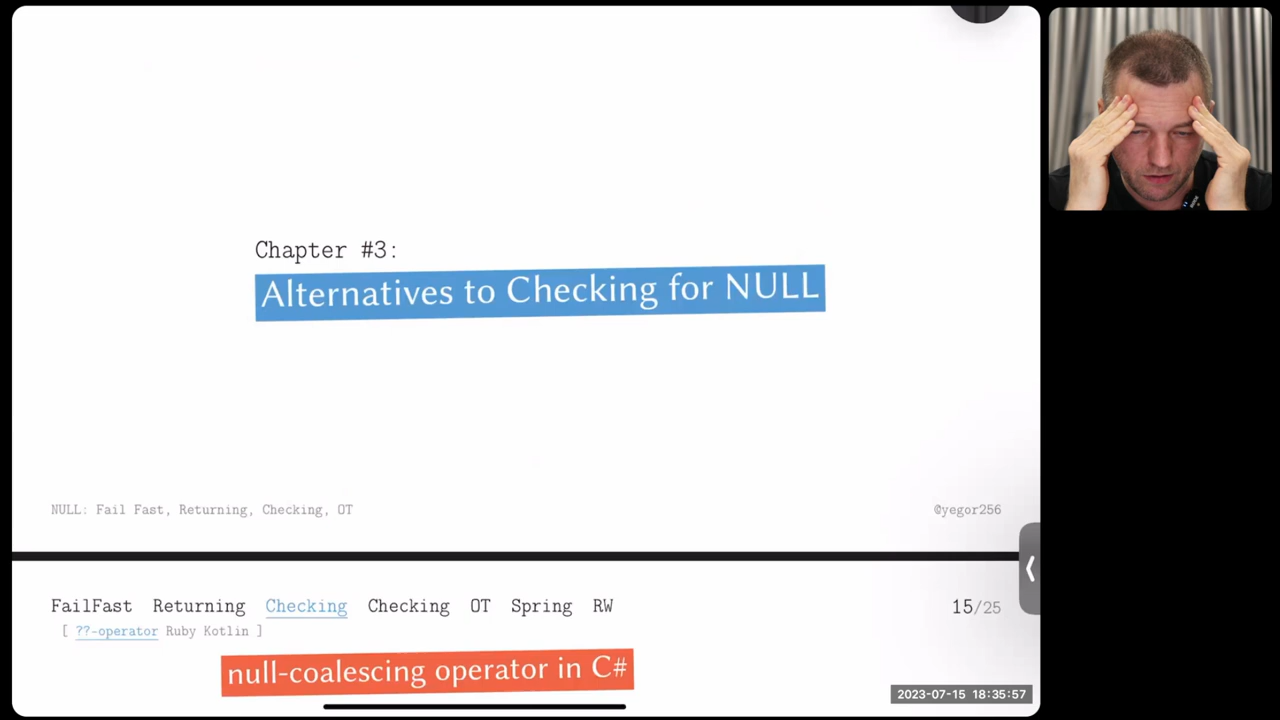 Chapter #3:
Alternatives to Checking for NULL
NULL: Fail Fast, Returning, Checking, OT
@yegor256
FailFast Returning Checking Checking OT Spring RW
15/25
[ ??-operator Ruby Kotlin ]
null-coalescing operator in C#
2023-07-15 18:35:57